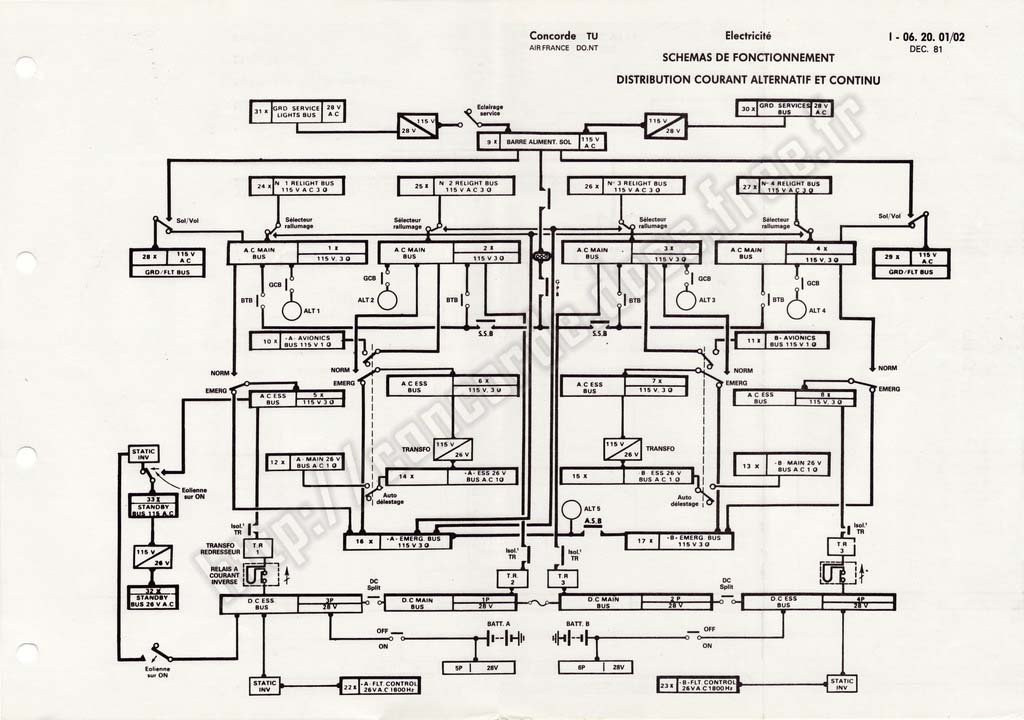 Concorde TU
AIR FRANCE DO.NT
Electricité
I - 06. 20. 01/02
DEC. 81
SCHEMAS DE FONCTIONNEMENT
DISTRIBUTION COURANT ALTERNATIF ET CONTINU
31 X GRD SERVICE LIGHTS BUS 28 V A C
115 V 28 V
Eclairage service
9 X BARRE ALIMENT. SOL 115 V A C
115 V 28 V
30 X GRD SERVICES BUS 28 V A C
24 X N° 1 RELIGHT BUS 115 V A C 3 Ø
25 X N° 2 RELIGHT BUS 115 V A C 3 Ø
26 X N° 3 RELIGHT BUS 115 V A C 3 Ø
27 X N° 4 RELIGHT BUS 115 V A C 3 Ø
Sol/Vol
Sélecteur rallumage
Sélecteur rallumage
Sélecteur rallumage
Sélecteur rallumage
Sol/Vol
28 X 115 V A C
GRD/FLT BUS
A C MAIN BUS 1 X 115 V. 3 Ø
A C MAIN BUS 2 X 115 V. 3 Ø
A C MAIN BUS 3 X 115 V. 3 Ø
A C MAIN BUS 4 X 115 V. 3 Ø
29 X 115 V A C
GRD/FLT BUS
BTB
GCB
ALT 1
GCB
ALT 2
BTB
S.S.B
G P B
BTB
GCB
ALT 3
BTB
GCB
ALT 4
10 X -A- AVIONICS BUS 115 V 1 Ø
11 X B- AVIONICS BUS 115 V 1 Ø
NORM
EMERG
NORM
EMERG
NORM
EMERG
NORM
EMERG
A C ESS BUS 5 X 115 V. 3 Ø
A C ESS BUS 6 X 115 V. 3 Ø
A C ESS BUS 7 X 115 V. 3 Ø
A C ESS BUS 8 X 115 V. 3 Ø
TRANSFO
115 V 26 V
115 V 26 V
TRANSFO
STATIC INV
Eolienne sur ON
12 X A- MAIN 26 V BUS A C 1 Ø
14 X -A- ESS 26 V BUS A C 1 Ø
15 X B- ESS 26 V BUS A C 1 Ø
13 X -B- MAIN 26 V BUS A C 1 Ø
Auto délestage
Auto délestage
33 X
STANDBY BUS 115 A.C
115 V 26 V
32 X
STANDBY BUS 26 V A C
ALT 5
A.S.B
16 X -A- EMERG BUS 115 V 3 Ø
17 X -B- EMERG BUS 115 V 3 Ø
Isol.t TR
Isol.t TR
Isol.t TR
Isol.t TR
TRANSFO REDRESSEUR
T.R 1
T.R. 2
T.R. 3
T.R
RELAIS A COURANT INVERSE
D.C ESS BUS 3P 28 V
DC Split
D.C MAIN BUS 1P 28 V
D.C MAIN BUS 2 P 28 V
DC Split
D.C ESS BUS 4P 28 V
OFF
ON
BATT. A
BATT. B
OFF
ON
5P 28V
6P 28V
Eolienne sur ON
STATIC INV
22 X -A- FLT CONTROL 26V A C 1800 Hz
23 X -B- FLT CONTROL 26V A C 1800Hz
STATIC INV
http://concorde.docs.free.fr